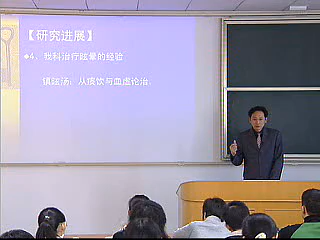 【研究进展】
◆4、我科治疗眩晕的经验
镇眩汤、从痰饮与血虚论治。